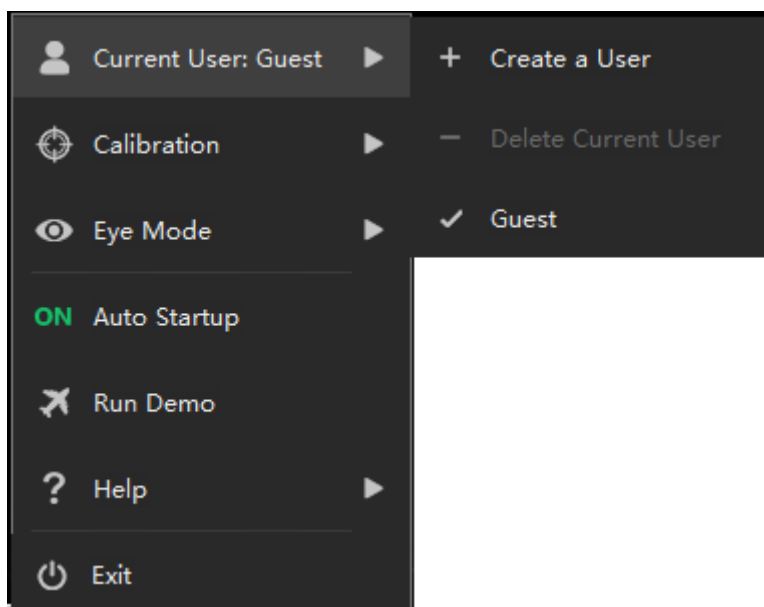 Current User: Guest
Calibration
Eye Mode
ON Auto Startup
Run Demo
? Help
Exit
+ Create a User
− Delete Current User
Guest